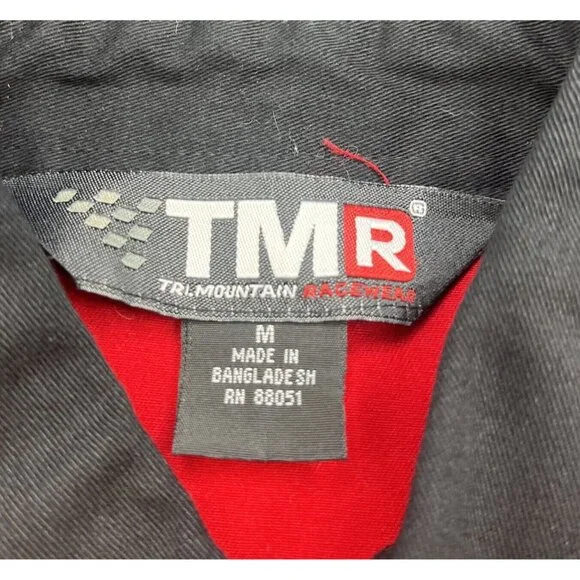 TMR®
TRI-MOUNTAIN RACEWEAR
M
MADE IN
BANGLADESH
RN 88051